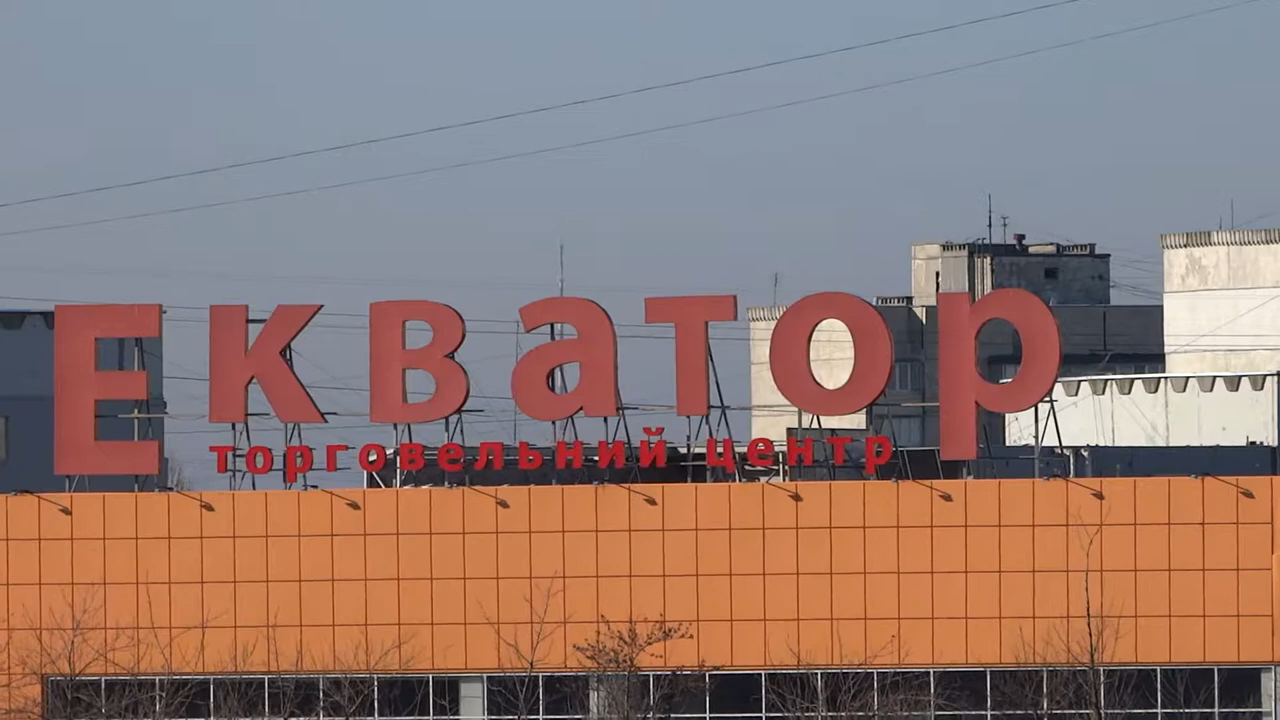 Екватор
торговельний центр